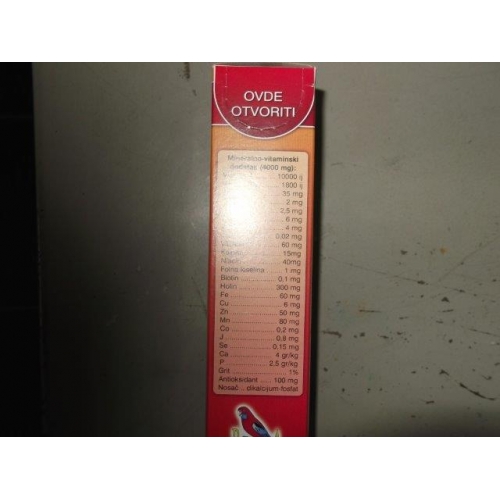 OVDE
OTVORITI
Mineralno-vitaminski
dodatak (4000 mg):
10000 ij
1800 ij
35 mg
2 mg
2,5 mg
6 mg
4 mg
0,02 mg
60 mg
15mg
Niacin 40mg
Folna kiselina ..... 1 mg
Biotin ............ 0,1 mg
Holin ............ 300 mg
Fe ................ 60 mg
Cu ................ 6 mg
Zn ................ 50 mg
Mn ................ 80 mg
Co ................ 0,2 mg
J ................ 0,8 mg
Se ................ 0,15 mg
Ca ................ 4 gr/kg
P ................ 2,5 gr/kg
Grit ................ 1%
Antioksidant ..... 100 mg
Nosač .. dikalcijum-fosfat